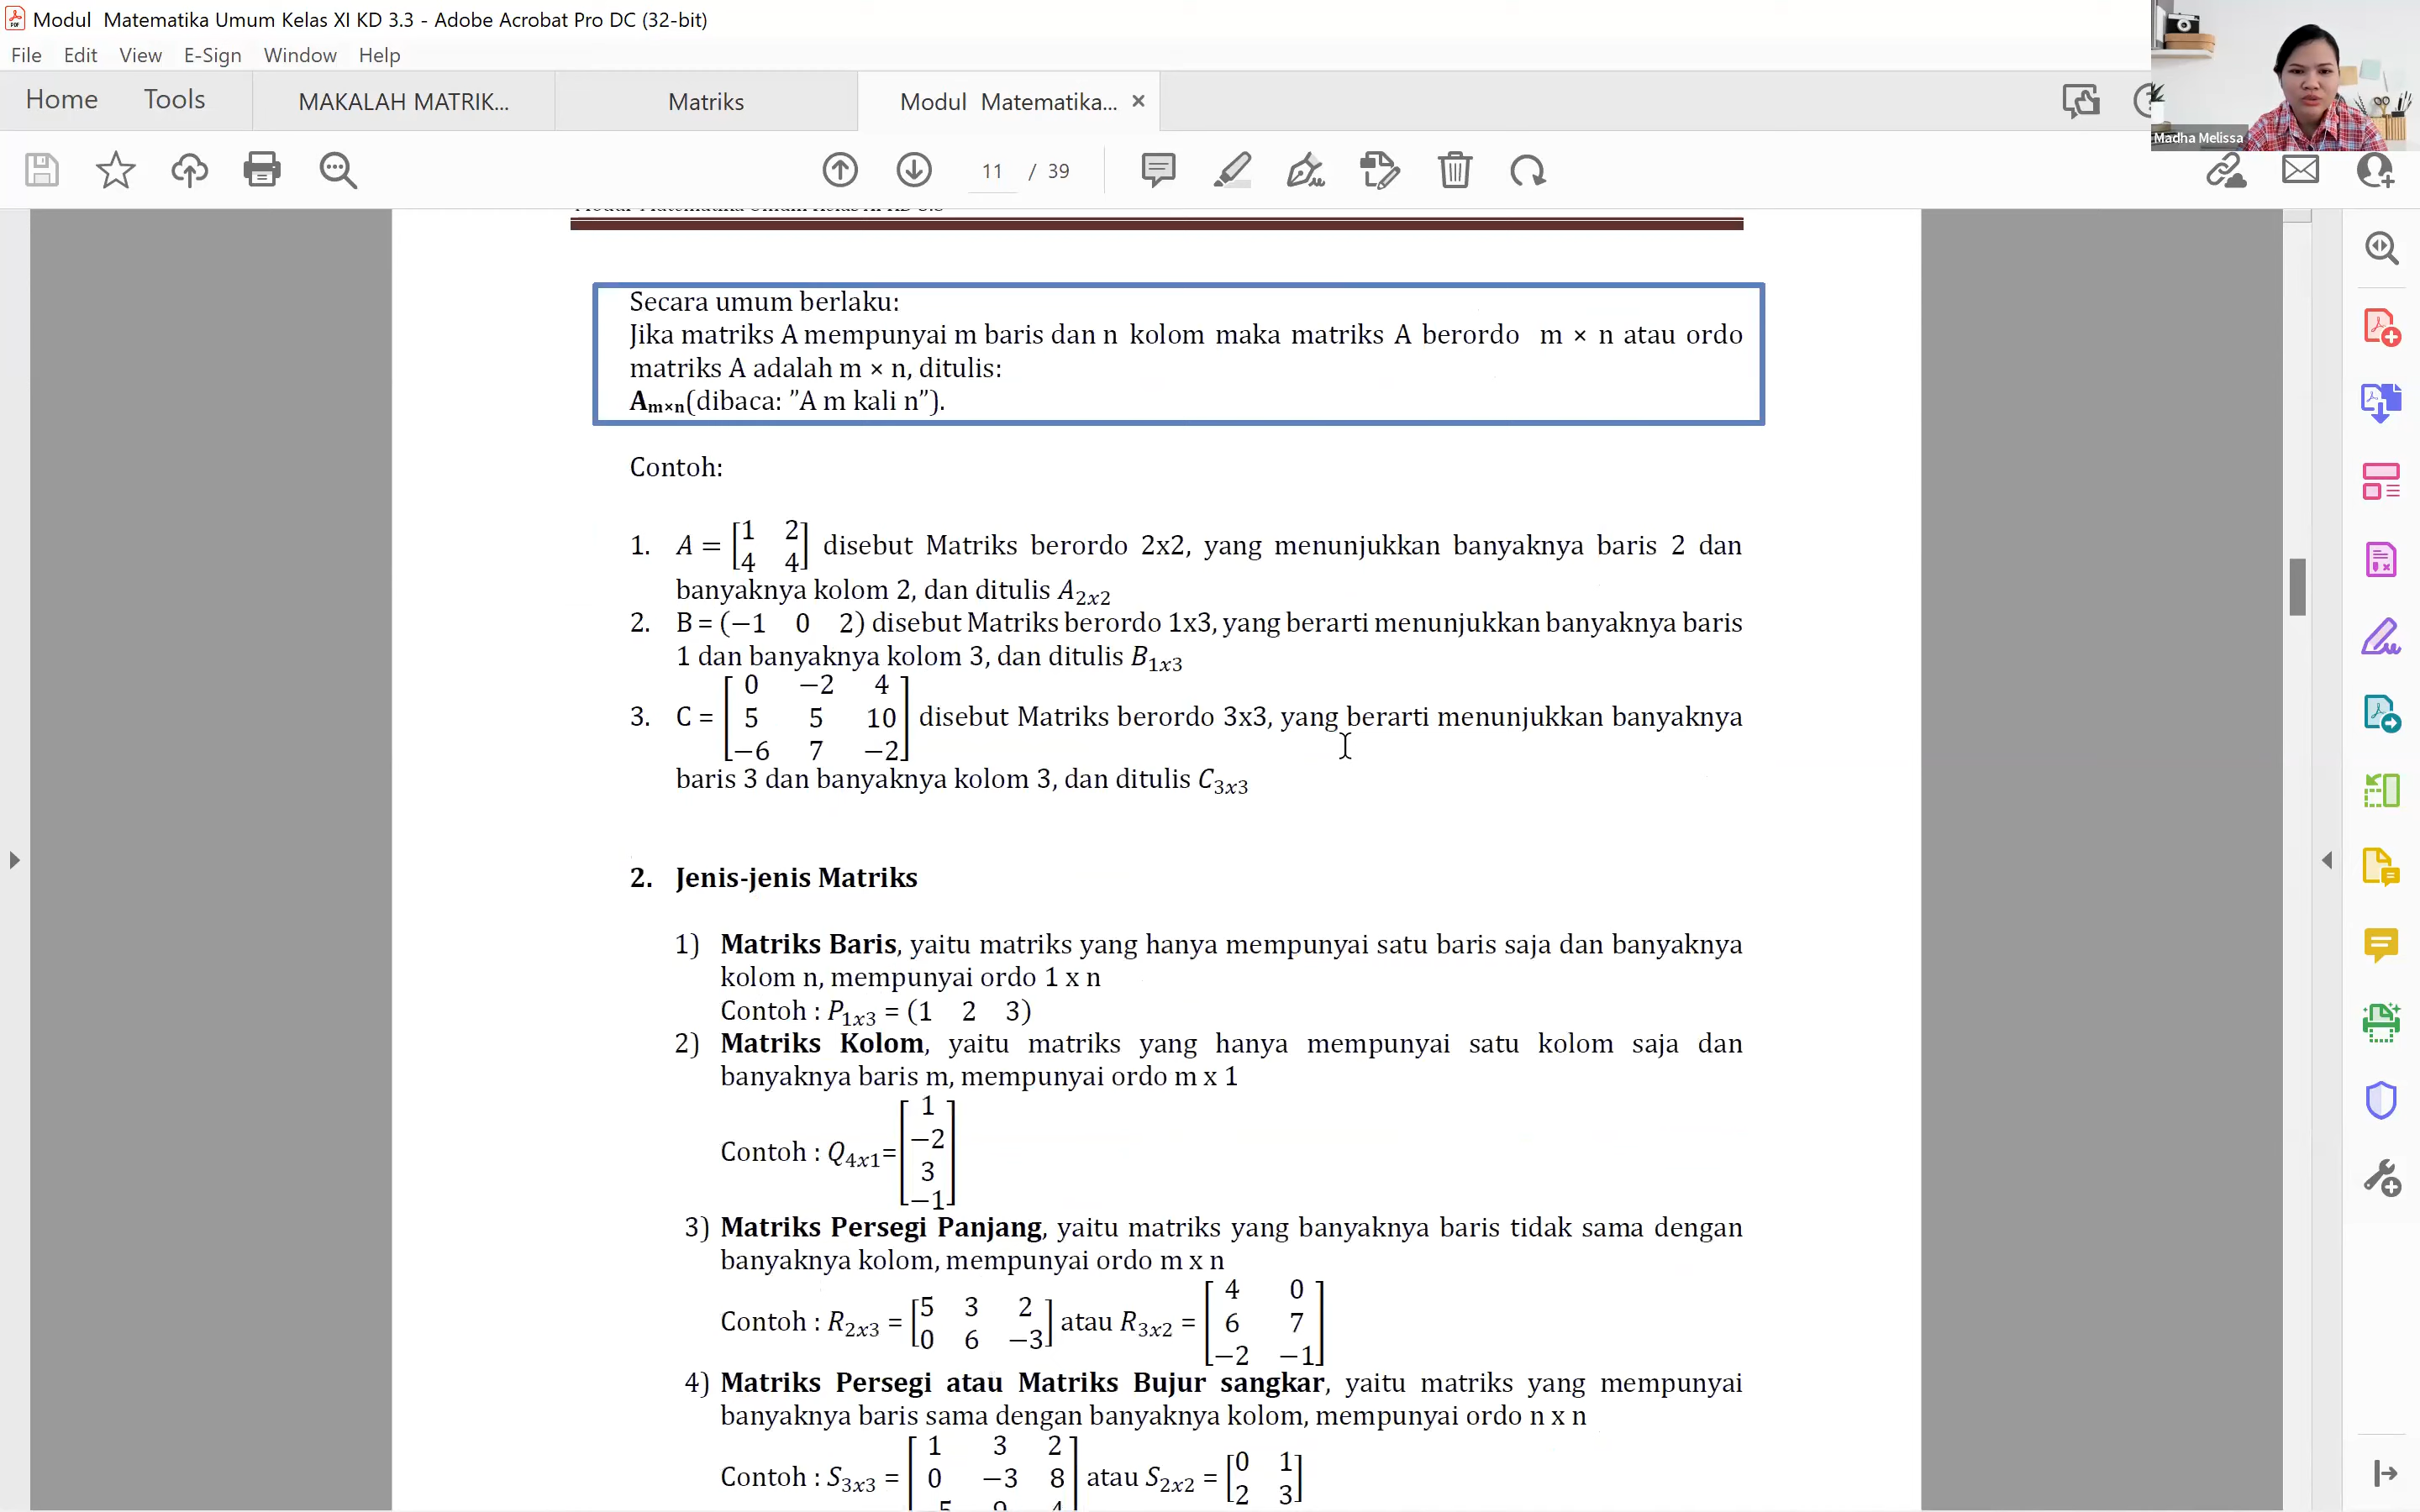 Modul Matematika Umum Kelas XI KD 3.3 - Adobe Acrobat Pro DC (32-bit)
File Edit View E-Sign Window Help
Home Tools MAKALAH MATRIK... Matriks Modul Matematika... ×
Madha Melissa
11 / 39
Secara umum berlaku:
Jika matriks A mempunyai m baris dan n kolom maka matriks A berordo m × n atau ordo
matriks A adalah m × n, ditulis:
Am×n(dibaca: ”A m kali n”).
Contoh:
1. A = [1 2
4 4] disebut Matriks berordo 2x2, yang menunjukkan banyaknya baris 2 dan
banyaknya kolom 2, dan ditulis A2x2
2. B = (−1 0 2) disebut Matriks berordo 1x3, yang berarti menunjukkan banyaknya baris
1 dan banyaknya kolom 3, dan ditulis B1x3
3. C = [0 −2 4
5 5 10
−6 7 −2] disebut Matriks berordo 3x3, yang berarti menunjukkan banyaknya
baris 3 dan banyaknya kolom 3, dan ditulis C3x3
2. Jenis-jenis Matriks
1) Matriks Baris, yaitu matriks yang hanya mempunyai satu baris saja dan banyaknya
kolom n, mempunyai ordo 1 x n
Contoh : P1x3 = (1 2 3)
2) Matriks Kolom, yaitu matriks yang hanya mempunyai satu kolom saja dan
banyaknya baris m, mempunyai ordo m x 1
Contoh : Q4x1= [1
−2
3
−1]
3) Matriks Persegi Panjang, yaitu matriks yang banyaknya baris tidak sama dengan
banyaknya kolom, mempunyai ordo m x n
Contoh : R2x3 = [5 3 2
0 6 −3] atau R3x2 = [4 0
6 7
−2 −1]
4) Matriks Persegi atau Matriks Bujur sangkar, yaitu matriks yang mempunyai
banyaknya baris sama dengan banyaknya kolom, mempunyai ordo n x n
Contoh : S3x3 = [1 3 2
0 −3 8
atau S2x2 = [0 1
2 3]